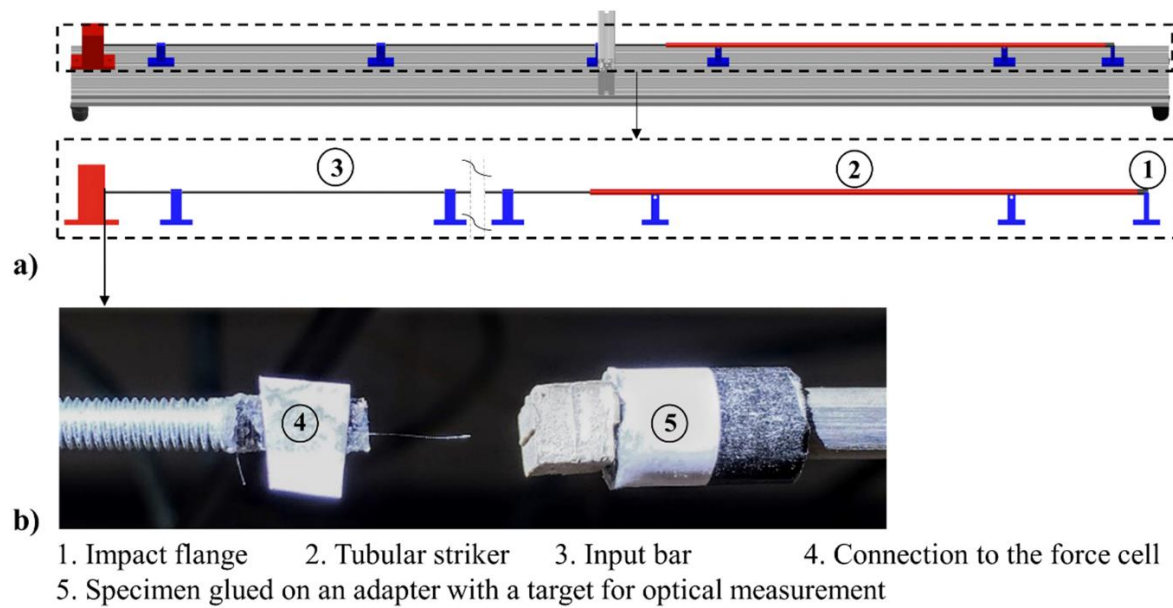 3
2
1
a)
4
5
b)
1. Impact flange 2. Tubular striker 3. Input bar 4. Connection to the force cell
5. Specimen glued on an adapter with a target for optical measurement